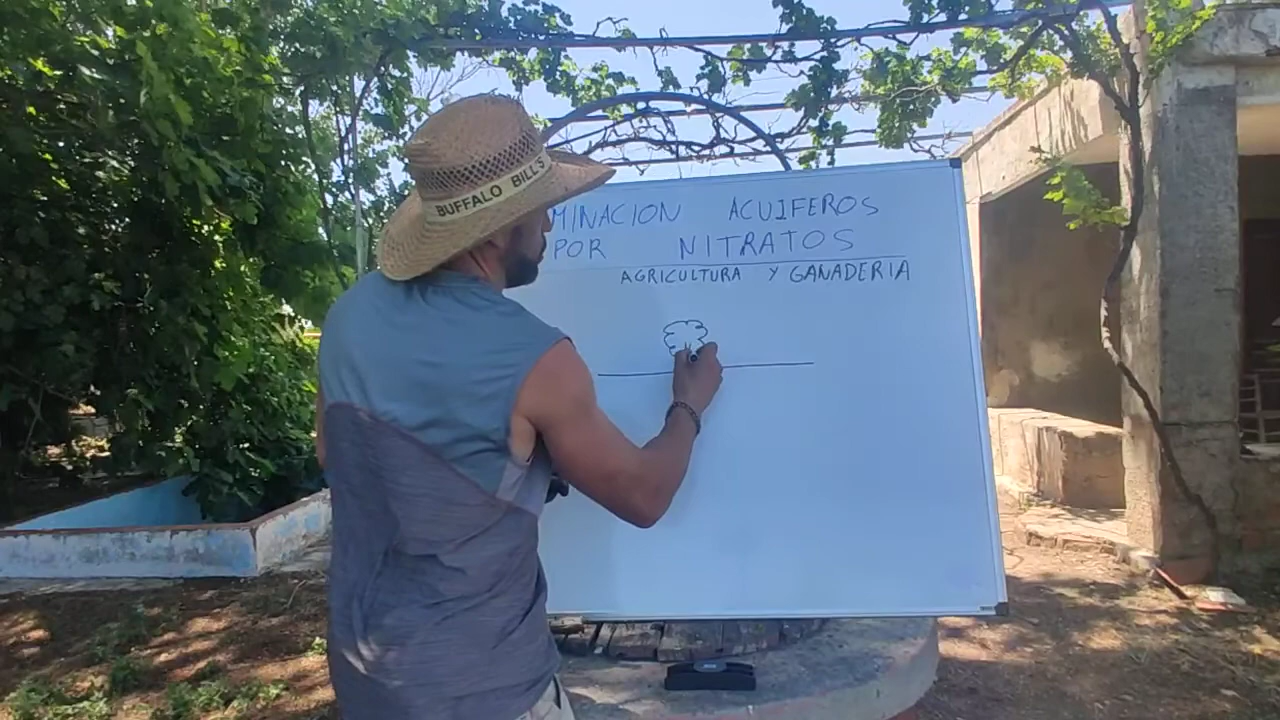 BUFFALO BILL'S
MINACION ACUIFEROS
POR NITRATOS
AGRICULTURA Y GANADERIA